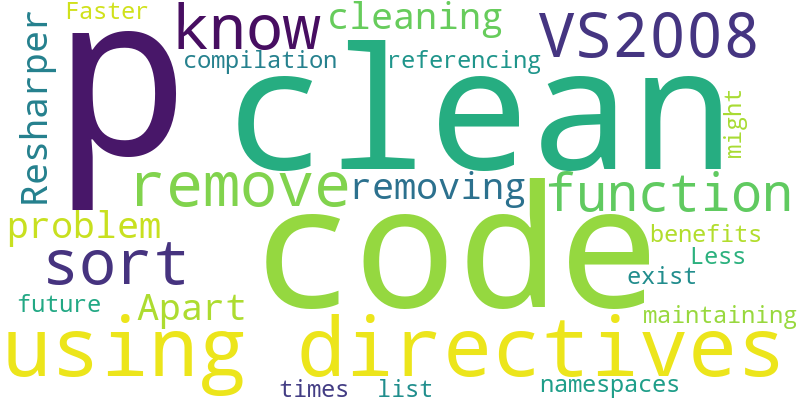 Faster
p
know
cleaning
VS2008
compilation
referencing
Resharper
clean
might
remove
removing
function
problem
code
benefits
sort
Less
exist
future
Apart
maintaining
using directives
times
list
namespaces